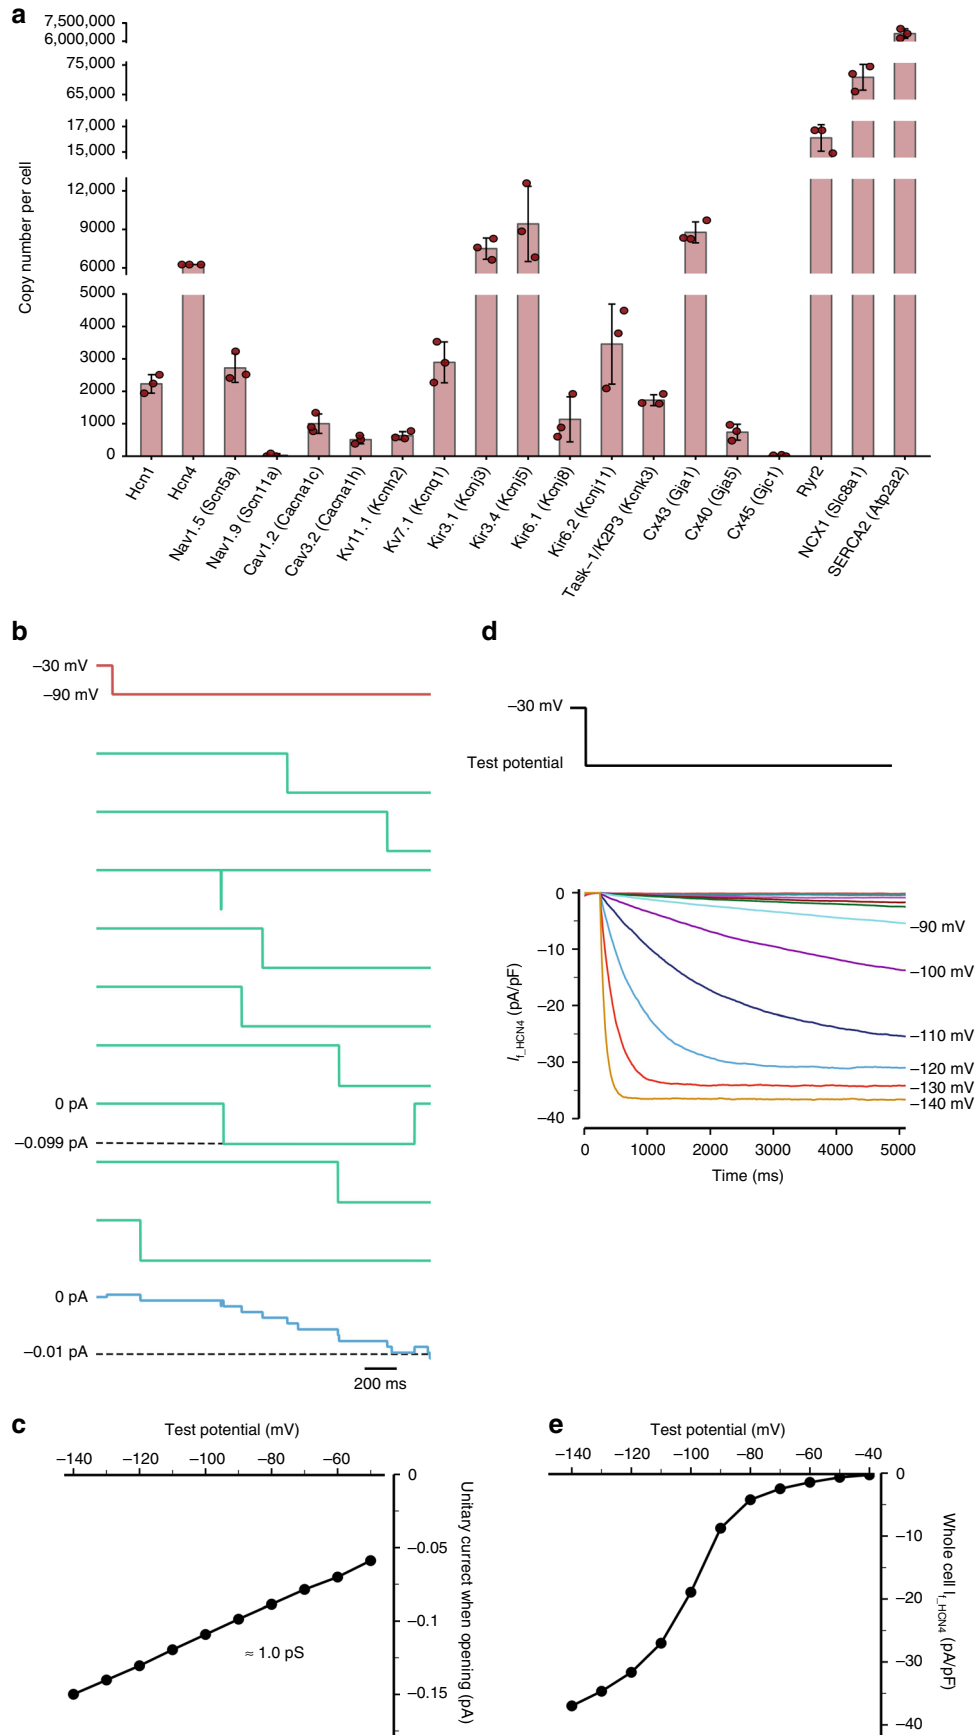 a
7,500,000
6,000,000
75,000
65,000
17,000
15,000
12,000
9000
6000
5000
4000
3000
2000
1000
0
Copy number per cell
Hcn1
Hcn4
Nav1.5 (Scn5a)
Nav1.9 (Scn11a)
Cav1.2 (Cacna1c)
Cav3.2 (Cacna1h)
Kv11.1 (Kcnh2)
Kv7.1 (Kcnq1)
Kir3.1 (Kcnj3)
Kir3.4 (Kcnj5)
Kir6.1 (Kcnj8)
Kir6.2 (Kcnj11)
Task−1/K2P3 (Kcnk3)
Cx43 (Gja1)
Cx40 (Gja5)
Cx45 (Gjc1)
Ryr2
NCX1 (Slc8a1)
SERCA2 (Atp2a2)
b
−30 mV
−90 mV
0 pA
−0.099 pA
0 pA
−0.01 pA
200 ms
d
−30 mV
Test potential
0
−10
−20
−30
−40
I f_HCN4 (pA/pF)
−90 mV
−100 mV
−110 mV
−120 mV
−130 mV
−140 mV
0 1000 2000 3000 4000 5000
Time (ms)
c
Test potential (mV)
−140 −120 −100 −80 −60
0
−0.05
−0.1
−0.15
Unitary currect when opening (pA)
≈ 1.0 pS
e
Test potential (mV)
−140 −120 −100 −80 −60 −40
0
−10
−20
−30
−40
Whole cell I f_HCN4 (pA/pF)